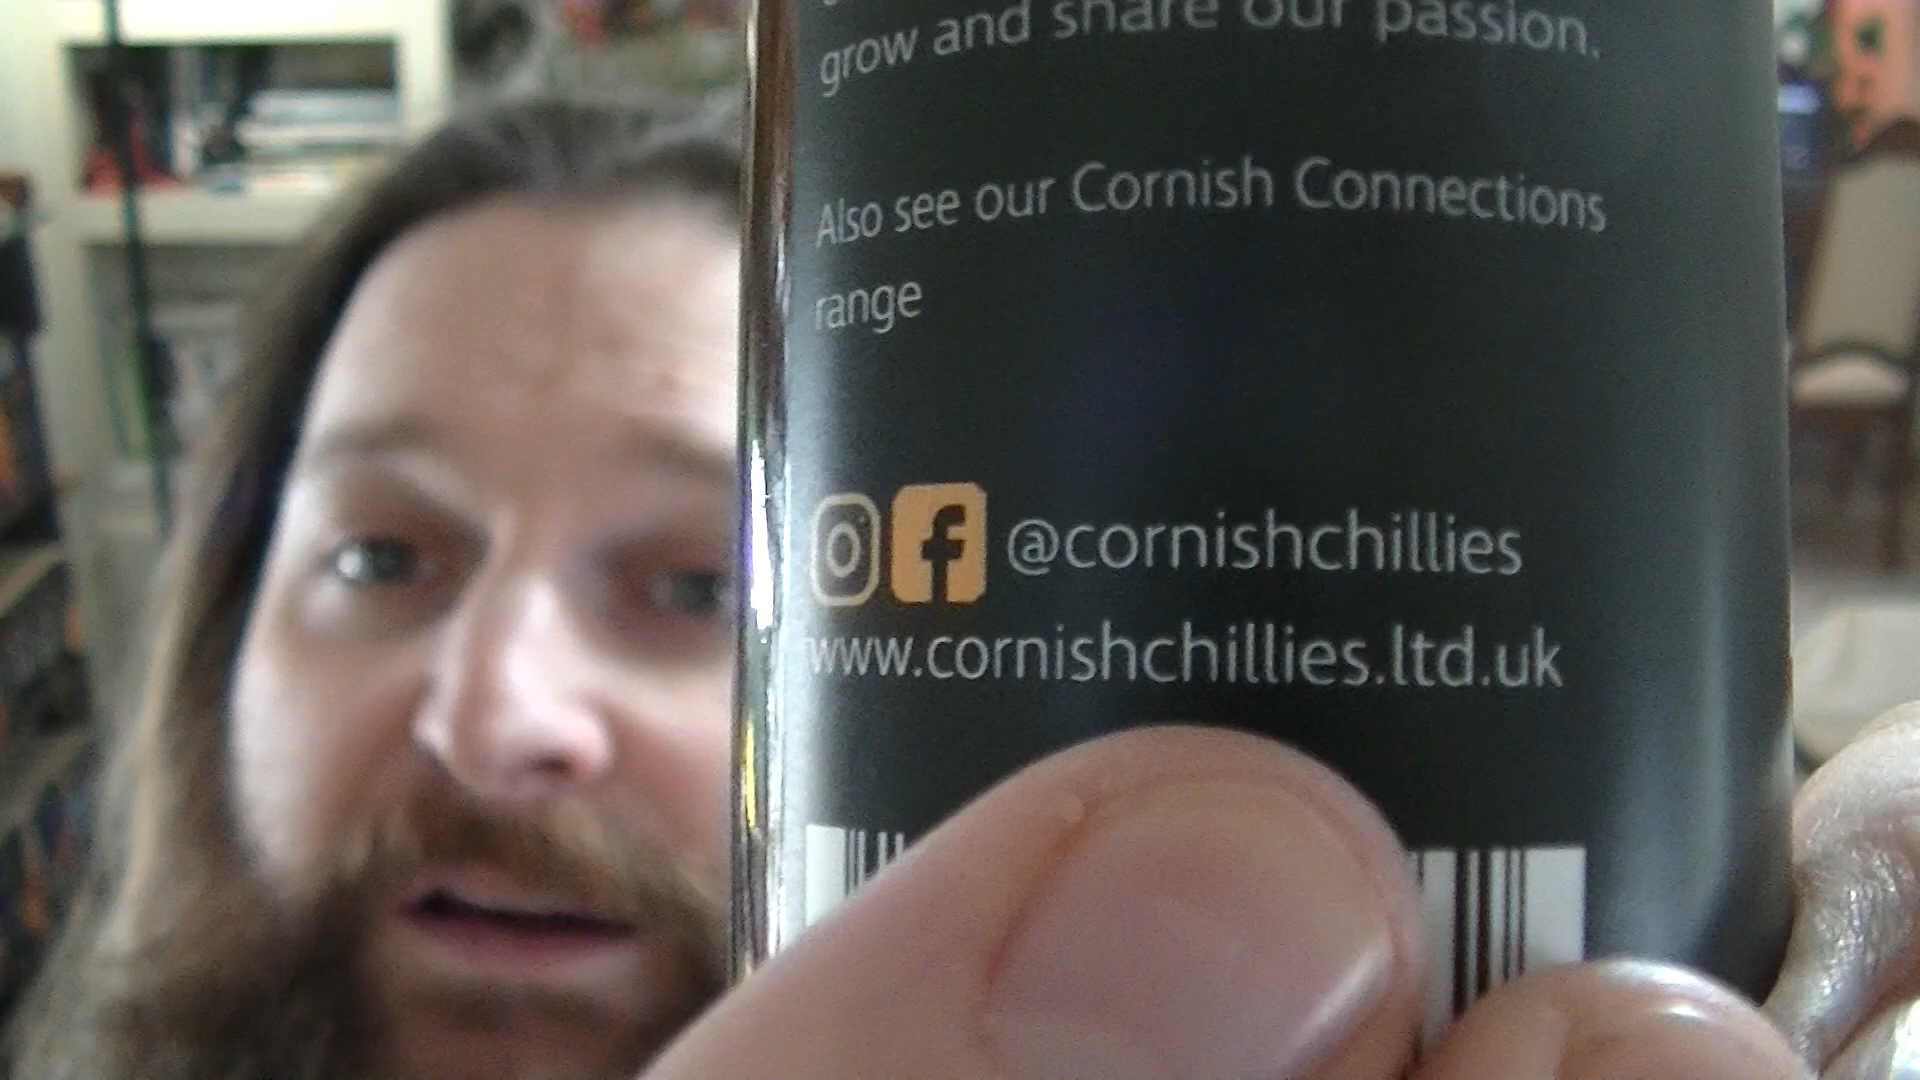 grow and share our passion.
Also see our Cornish Connections
range
@cornishchillies
www.cornishchillies.ltd.uk